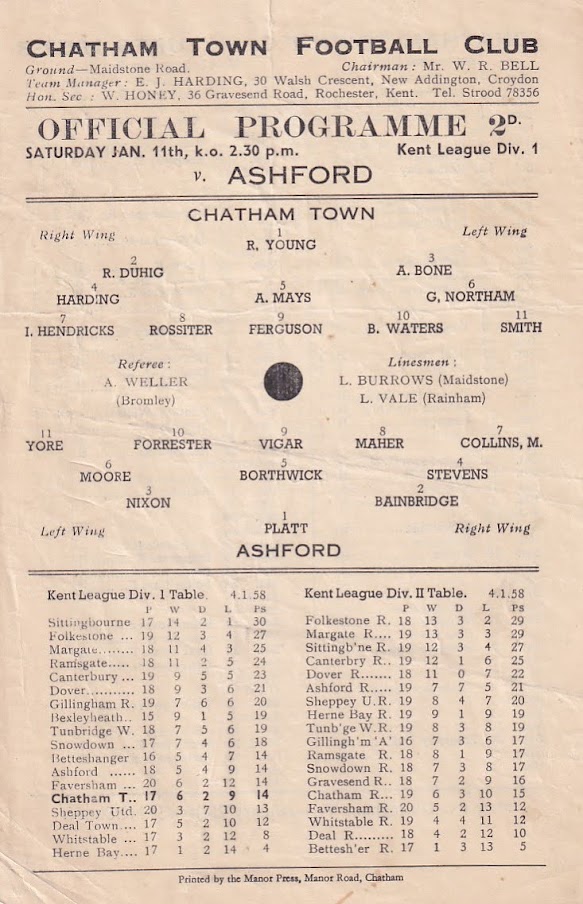 CHATHAM TOWN FOOTBALL CLUB
Ground—Maidstone Road. Chairman: Mr. W. R. BELL
Team Manager: E. J. HARDING, 30 Walsh Crescent, New Addington, Croydon
Hon. Sec: W. HONEY, 36 Gravesend Road, Rochester, Kent. Tel. Strood 78356
OFFICIAL PROGRAMME 2D.
SATURDAY JAN. 11th, k.o. 2.30 p.m. Kent League Div. 1
v. ASHFORD
CHATHAM TOWN
Right Wing 1 Left Wing
R. YOUNG
2 3
R. DUHIG A. BONE
4 5 6
HARDING A. MAYS G. NORTHAM
7 8 9 10 11
I. HENDRICKS ROSSITER FERGUSON B. WATERS SMITH
Referee: Linesmen:
A. WELLER L. BURROWS (Maidstone)
(Bromley) L. VALE (Rainham)
11 10 9 8 7
YORE FORRESTER VIGAR MAHER COLLINS, M.
6 5 4
MOORE BORTHWICK STEVENS
3 2
NIXON BAINBRIDGE
1
Left Wing PLATT Right Wing
ASHFORD
Kent League Div. 1 Table. 4.1.58
P W D L Ps
Sittingbourne 17 14 2 1 30
Folkestone ... 19 12 3 4 27
Margate........ 18 11 4 3 25
Ramsgate..... 18 11 2 5 24
Canterbury ... 19 9 5 5 23
Dover........... 18 9 3 6 21
Gillingham R. 19 7 6 6 20
Bexleyheath.. 15 9 1 5 19
Tunbridge W. 18 7 5 6 19
Snowdown ... 17 7 4 6 18
Betteshanger 16 5 4 7 14
Ashford ...... 18 5 4 9 14
Faversham ... 20 6 2 12 14
Chatham T.. 17 6 2 9 14
Sheppey Utd. 20 3 7 10 13
Deal Town.... 17 5 2 10 12
Whitstable ... 17 3 2 12 8
Herne Bay.... 17 1 2 14 4
Kent League Div. II Table. 4.1.58
P W D L Ps
Folkestone R. 18 13 3 2 29
Margate R.... 19 13 3 3 29
Sittingb'ne R. 19 12 3 4 27
Canterbry R.. 19 12 1 6 25
Dover R....... 18 11 0 7 22
Ashford R..... 19 7 7 5 21
Sheppey U.R. 19 8 4 7 20
Herne Bay R. 19 9 1 9 19
Tunb'ge W.R. 19 8 3 8 19
Gillingh'm 'A' 16 7 3 6 17
Ramsgate R. 18 8 1 9 17
Snowdown R. 18 7 3 8 17
Gravesend R.. 18 7 2 9 16
Chatham R... 19 6 3 10 15
Faversham R. 20 5 2 13 12
Whitstable R. 19 4 4 11 12
Deal R......... 18 4 2 12 10
Bettesh'er R. 17 1 3 13 5
Printed by the Manor Press, Manor Road, Chatham